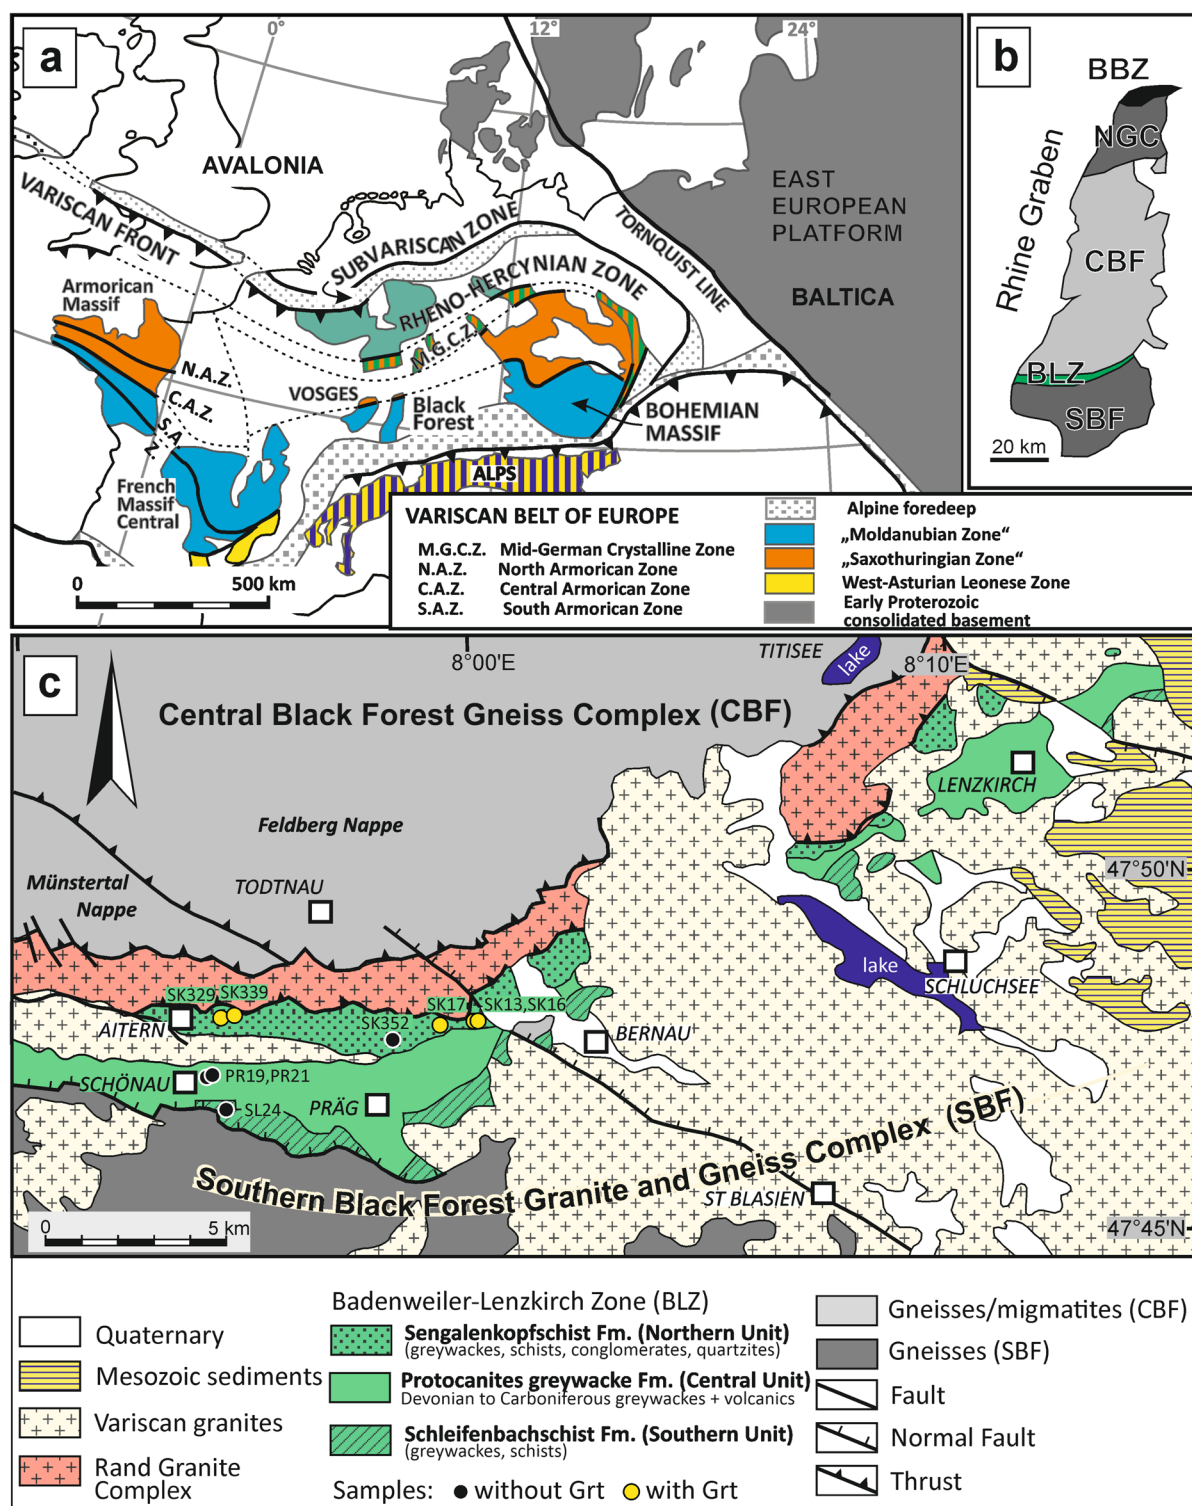 a
0°
12°
24°
AVALONIA
VARISCAN FRONT
SUBVARISCAN ZONE
RHENO-HERCYNIAN ZONE
TORNQUIST LINE
EAST
EUROPEAN
PLATFORM
BALTICA
Armorican
Massif
M.G.C.Z.
N.A.Z.
C.A.Z.
S.A.Z.
VOSGES
Black
Forest
BOHEMIAN
MASSIF
French
Massif
Central
ALPS
0 500 km
VARISCAN BELT OF EUROPE
M.G.C.Z. Mid-German Crystalline Zone
N.A.Z. North Armorican Zone
C.A.Z. Central Armorican Zone
S.A.Z. South Armorican Zone
Alpine foredeep
„Moldanubian Zone“
„Saxothuringian Zone“
West-Asturian Leonese Zone
Early Proterozoic
consolidated basement
b
BBZ
NGC
Rhine Graben
CBF
BLZ
SBF
20 km
c
8°00'E
TITISEE
lake
8°10'E
Central Black Forest Gneiss Complex (CBF)
LENZKIRCH
Feldberg Nappe
47°50'N
Münstertal
Nappe
TODTNAU
lake
SCHLUCHSEE
SK329
SK339
SK17
SK13,SK16
AITERN
SK352
BERNAU
SCHÖNAU
PR19,PR21
SL24
PRÄG
Southern Black Forest Granite and Gneiss Complex (SBF)
ST BLASIEN
0 5 km
47°45'N
Quaternary
Mesozoic sediments
Variscan granites
Rand Granite
Complex
Badenweiler-Lenzkirch Zone (BLZ)
Sengalenkopfschist Fm. (Northern Unit)
(greywackes, schists, conglomerates, quartzites)
Protocanites greywacke Fm. (Central Unit)
Devonian to Carboniferous greywackes + volcanics
Schleifenbachschist Fm. (Southern Unit)
(greywackes, schists)
Samples: without Grt with Grt
Gneisses/migmatites (CBF)
Gneisses (SBF)
Fault
Normal Fault
Thrust